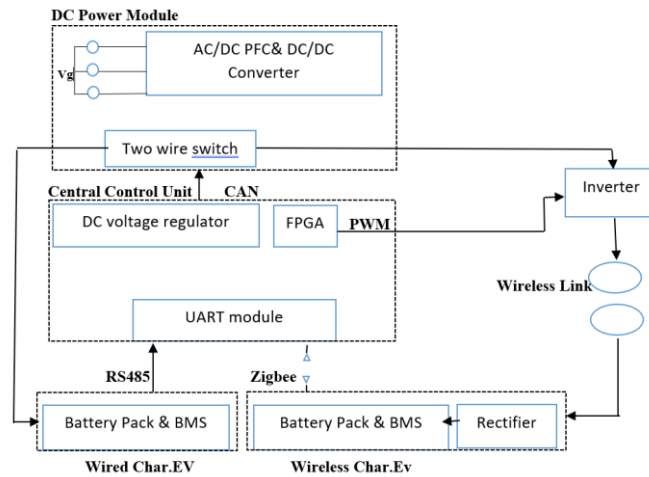 DC Power Module
AC/DC PFC& DC/DC
Converter
Vg
Two wire switch
Central Control Unit
CAN
Inverter
DC voltage regulator
FPGA
PWM
Wireless Link
UART module
RS485
Zigbee
Battery Pack & BMS
Battery Pack & BMS
Rectifier
Wired Char.EV
Wireless Char.Ev